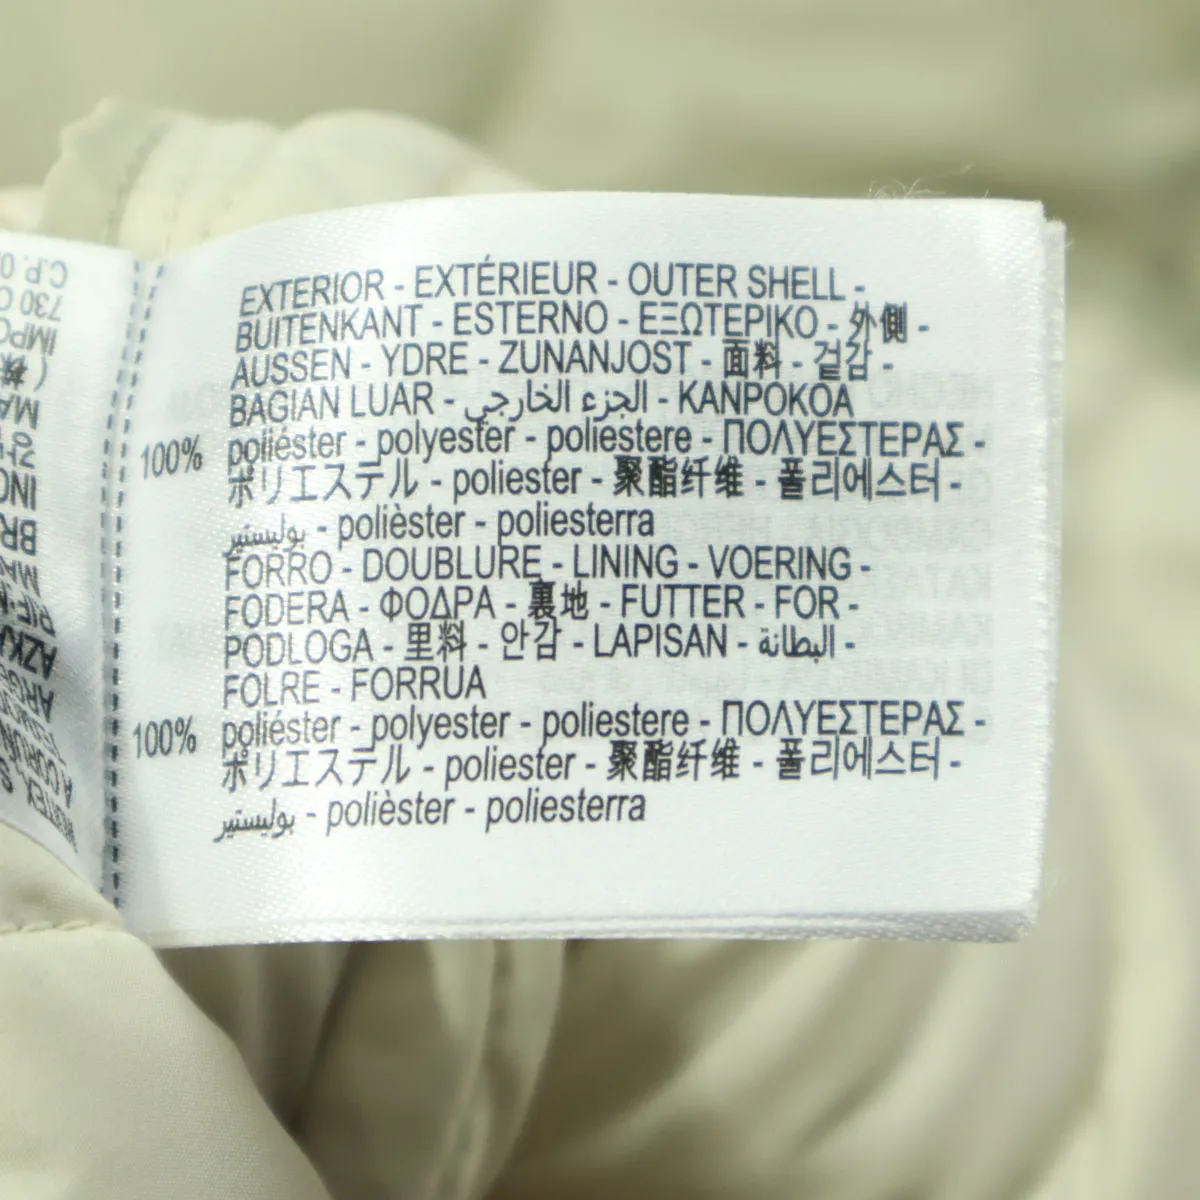 EXTERIOR - EXTÉRIEUR - OUTER SHELL -
BUITENKANT - ESTERNO - ΕΞΩΤΕΡΙΚΟ - 外側 -
AUSSEN - YDRE - ZUNANJOST - 面料 - 겉감 -
BAGIAN LUAR - الجزء الخارجي - KANPOKOA
100% poliéster - polyester - poliestere - ΠΟΛΥΕΣΤΕΡΑΣ -
ポリエステル - poliester - 聚酯纤维 - 폴리에스터 -
بوليستير - polièster - poliesterra
FORRO - DOUBLURE - LINING - VOERING -
FODERA - ΦΟΔΡΑ - 裏地 - FUTTER - FOR -
PODLOGA - 里料 - 안감 - LAPISAN - البطانة -
FOLRE - FORRUA
100% poliéster - polyester - poliestere - ΠΟΛΥΕΣΤΕΡΑΣ -
ポリエステル - poliester - 聚酯纤维 - 폴리에스터 -
بوليستير - polièster - poliesterra
C.P. 0
730 C
IMPO